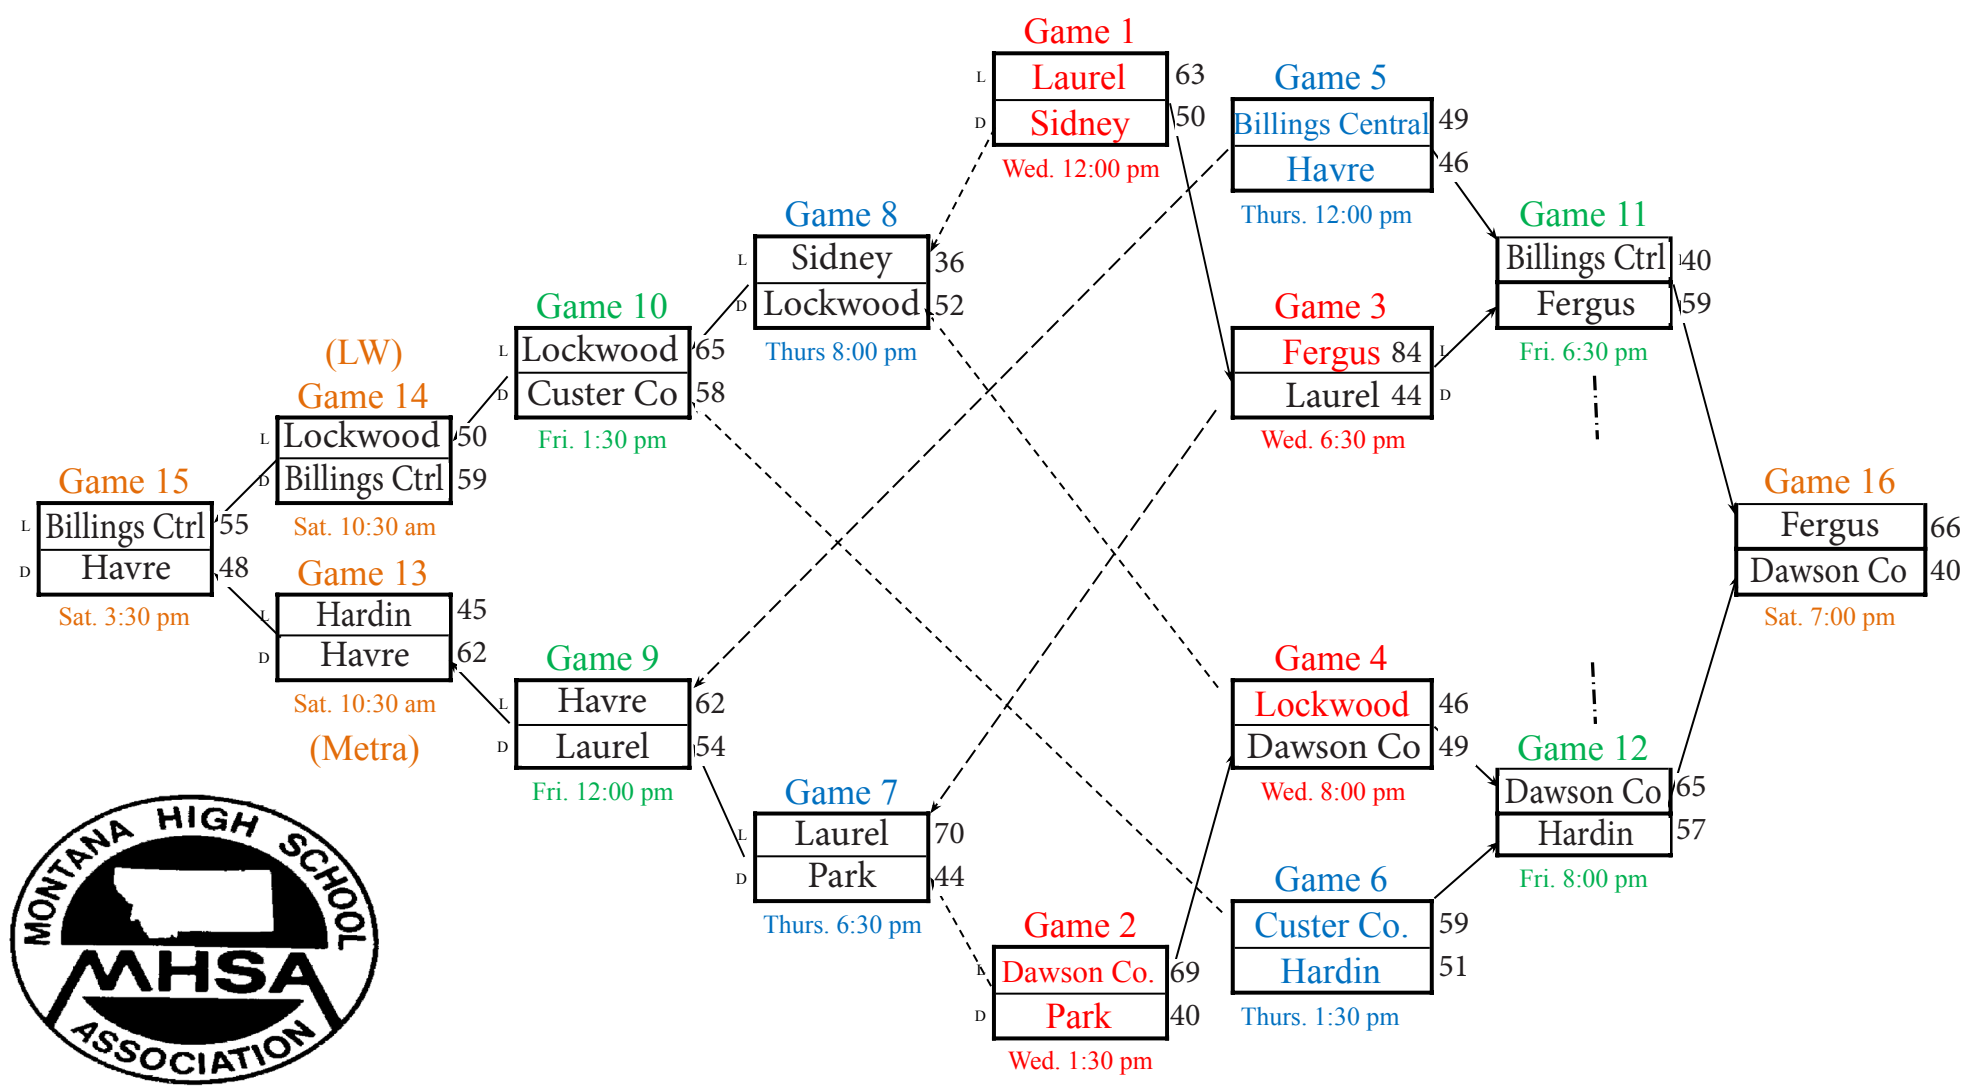 Game 1
L Laurel 63
D Sidney 50
Wed. 12:00 pm
Game 5
Billings Central 49
Havre 46
Thurs. 12:00 pm
Game 8
L Sidney 36
D Lockwood 52
Thurs 8:00 pm
Game 11
Billings Ctrl 40
Fergus 59
Fri. 6:30 pm
Game 10
L Lockwood 65
D Custer Co 58
Fri. 1:30 pm
Game 3
Fergus 84 L
Laurel 44 D
Wed. 6:30 pm
(LW)
Game 14
L Lockwood 50
D Billings Ctrl 59
Sat. 10:30 am
Game 15
L Billings Ctrl 55
D Havre 48
Sat. 3:30 pm
Game 16
Fergus 66
Dawson Co 40
Sat. 7:00 pm
Game 13
L Hardin 45
D Havre 62
Sat. 10:30 am
(Metra)
Game 9
L Havre 62
D Laurel 54
Fri. 12:00 pm
Game 4
Lockwood 46
Dawson Co 49
Wed. 8:00 pm
Game 12
Dawson Co 65
Hardin 57
Fri. 8:00 pm
Game 7
L Laurel 70
D Park 44
Thurs. 6:30 pm
Game 6
Custer Co. 59
Hardin 51
Thurs. 1:30 pm
Game 2
L Dawson Co. 69
D Park 40
Wed. 1:30 pm
MONTANA HIGH SCHOOL
MHSA
ASSOCIATION